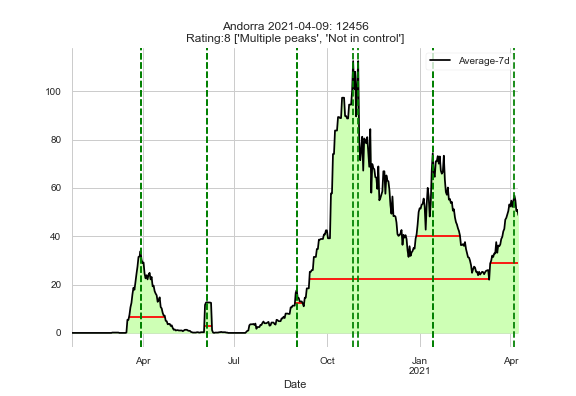 Andorra 2021-04-09: 12456
Rating:8 ['Multiple peaks', 'Not in control']
Average-7d
100
80
60
40
20
0
Apr
Jul
Oct
Jan
2021
Apr
Date